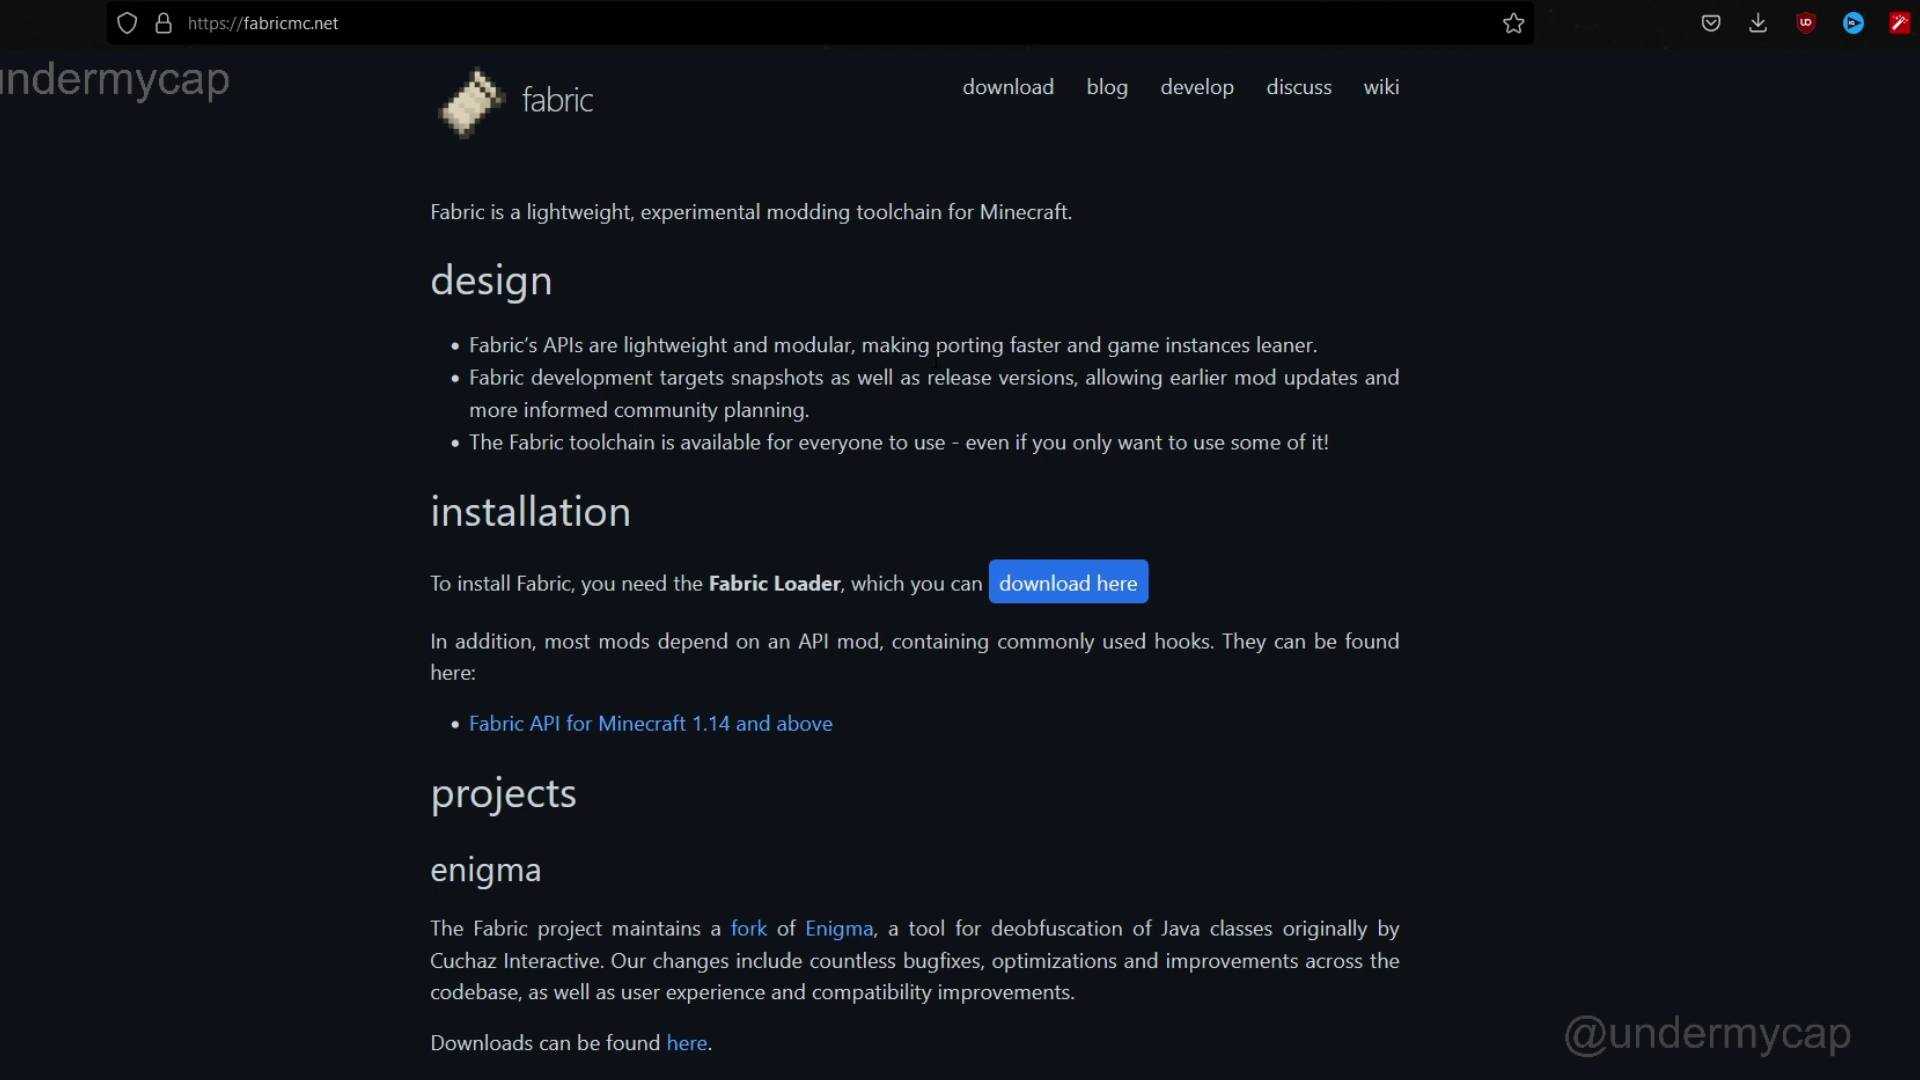 https://fabricmc.net
undermycap
fabric
download
blog
develop
discuss
wiki
Fabric is a lightweight, experimental modding toolchain for Minecraft.
design
• Fabric's APIs are lightweight and modular, making porting faster and game instances leaner.
• Fabric development targets snapshots as well as release versions, allowing earlier mod updates and
more informed community planning.
• The Fabric toolchain is available for everyone to use - even if you only want to use some of it!
installation
To install Fabric, you need the Fabric Loader, which you can download here
In addition, most mods depend on an API mod, containing commonly used hooks. They can be found
here:
• Fabric API for Minecraft 1.14 and above
projects
enigma
The Fabric project maintains a fork of Enigma, a tool for deobfuscation of Java classes originally by
Cuchaz Interactive. Our changes include countless bugfixes, optimizations and improvements across the
codebase, as well as user experience and compatibility improvements.
Downloads can be found here.
@undermycap